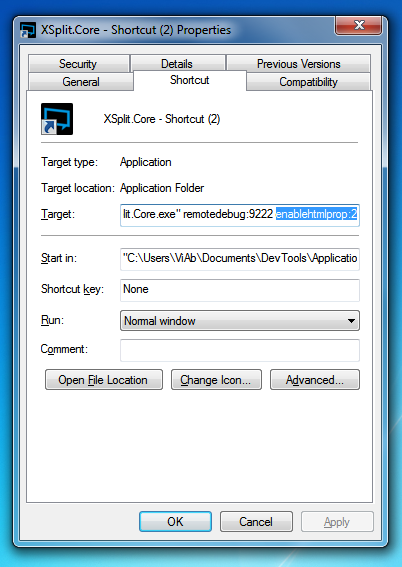 XSplit.Core - Shortcut (2) Properties
Security Details Previous Versions
General Shortcut Compatibility
XSplit.Core - Shortcut (2)
Target type: Application
Target location: Application Folder
Target: lit.Core.exe" remotedebug:9222 enablehtmlprop:2
Start in: "C:\Users\ViAb\Documents\DevTools\Applicatio
Shortcut key: None
Run: Normal window
Comment:
Open File Location Change Icon... Advanced...
OK Cancel Apply